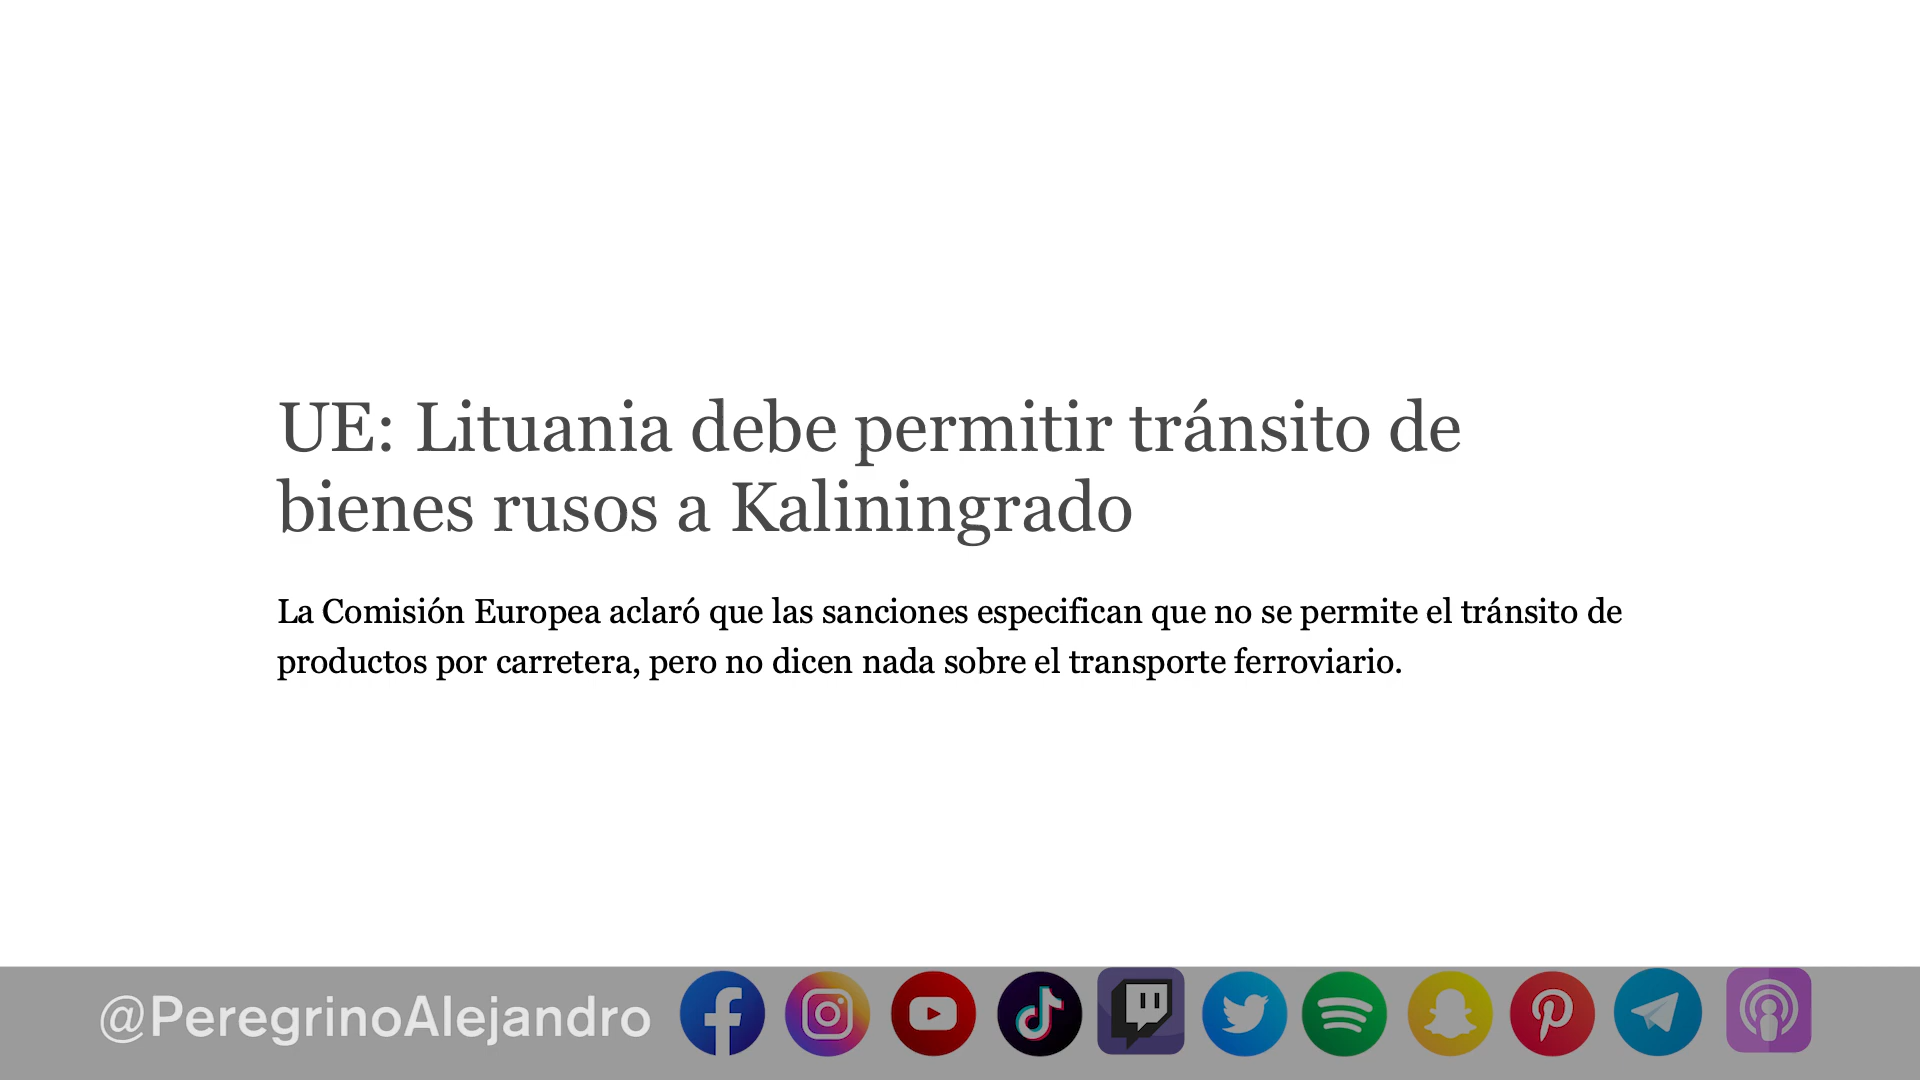 UE: Lituania debe permitir tránsito de
bienes rusos a Kaliningrado
La Comisión Europea aclaró que las sanciones especifican que no se permite el tránsito de
productos por carretera, pero no dicen nada sobre el transporte ferroviario.
@PeregrinoAlejandro